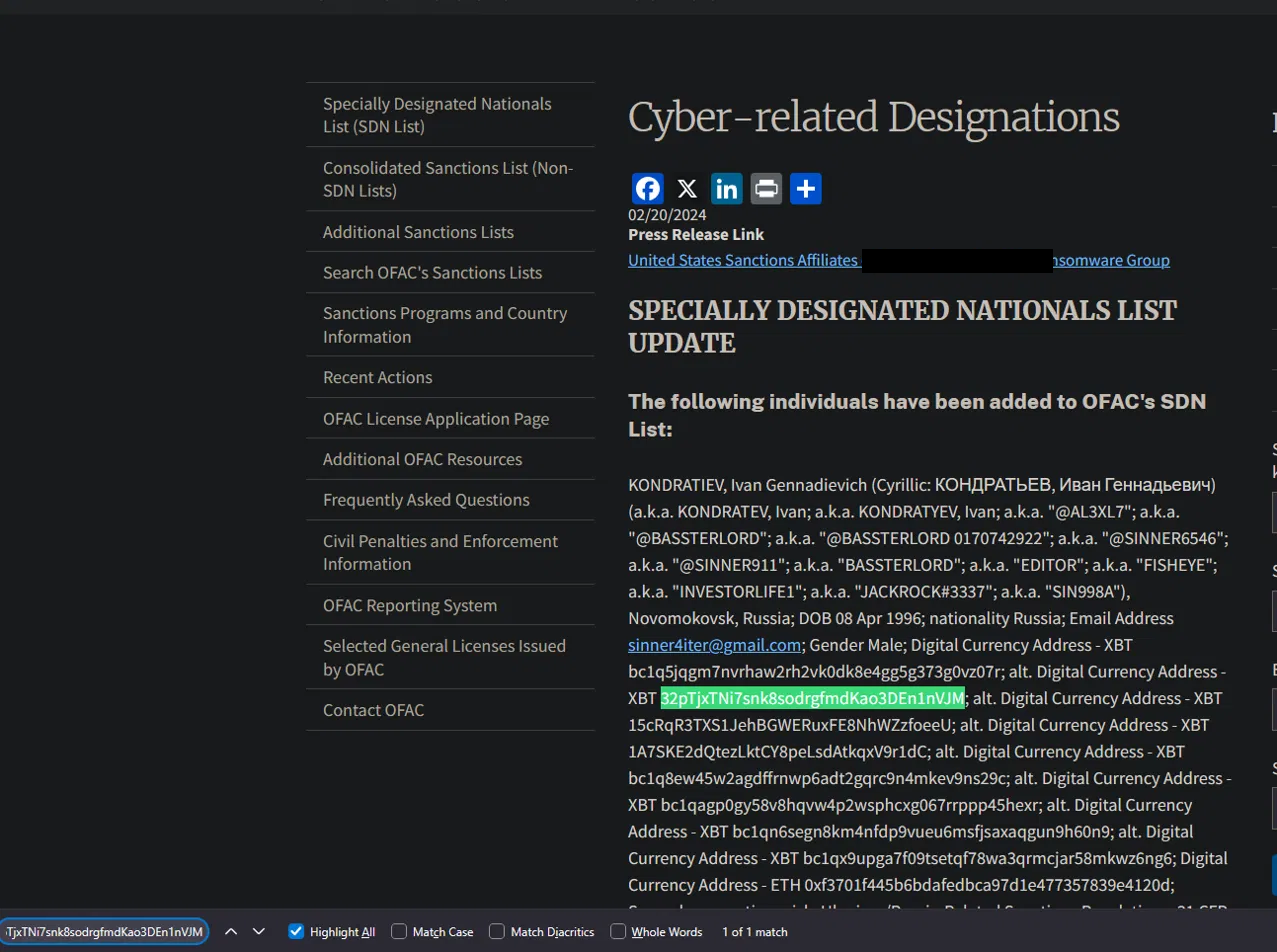 Specially Designated Nationals
List (SDN List)
Consolidated Sanctions List (Non-
SDN Lists)
Additional Sanctions Lists
Search OFAC's Sanctions Lists
Sanctions Programs and Country
Information
Recent Actions
OFAC License Application Page
Additional OFAC Resources
Frequently Asked Questions
Civil Penalties and Enforcement
Information
OFAC Reporting System
Selected General Licenses Issued
by OFAC
Contact OFAC
Cyber-related Designations
02/20/2024
Press Release Link
United States Sanctions Affiliates nsomware Group
SPECIALLY DESIGNATED NATIONALS LIST
UPDATE
The following individuals have been added to OFAC's SDN
List:
KONDRATIEV, Ivan Gennadievich (Cyrillic: КОНДРАТЬЕВ, Иван Геннадьевич)
(a.k.a. KONDRATEV, Ivan; a.k.a. KONDRATYEV, Ivan; a.k.a. "@AL3XL7"; a.k.a.
"@BASSTERLORD"; a.k.a. "@BASSTERLORD 0170742922"; a.k.a. "@SINNER6546";
a.k.a. "@SINNER911"; a.k.a. "BASSTERLORD"; a.k.a. "EDITOR"; a.k.a. "FISHEYE";
a.k.a. "INVESTORLIFE1"; a.k.a. "JACKROCK#3337"; a.k.a. "SIN998A"),
Novomokovsk, Russia; DOB 08 Apr 1996; nationality Russia; Email Address
sinner4iter@gmail.com; Gender Male; Digital Currency Address - XBT
bc1q5jqgm7nvrhaw2rh2vk0dk8e4gg5g373g0vz07r; alt. Digital Currency Address -
XBT 32pTjxTNi7snk8sodrgfmdKao3DEn1nVJM; alt. Digital Currency Address - XBT
15cRqR3TXS1JehBGWERuxFE8NhWZzfoeeU; alt. Digital Currency Address - XBT
1A7SKE2dQtezLktCY8peLsdAtkqxV9r1dC; alt. Digital Currency Address - XBT
bc1q8ew45w2agdffrnwp6adt2gqrc9n4mkev9ns29c; alt. Digital Currency Address -
XBT bc1qagp0gy58v8hqvw4p2wsphcxg067rrppp45hexr; alt. Digital Currency
Address - XBT bc1qn6segn8km4nfdp9vueu6msfjsaxaqgun9h60n9; alt. Digital
Currency Address - XBT bc1qx9upga7f09tsetqf78wa3qrmcjar58mkwz6ng6; Digital
Currency Address - ETH 0xf3701f445b6bdafedbca97d1e477357839e4120d;
TjxTNi7snk8sodrgfmdKao3DEn1nVJM Highlight All Match Case Match Diacritics Whole Words 1 of 1 match